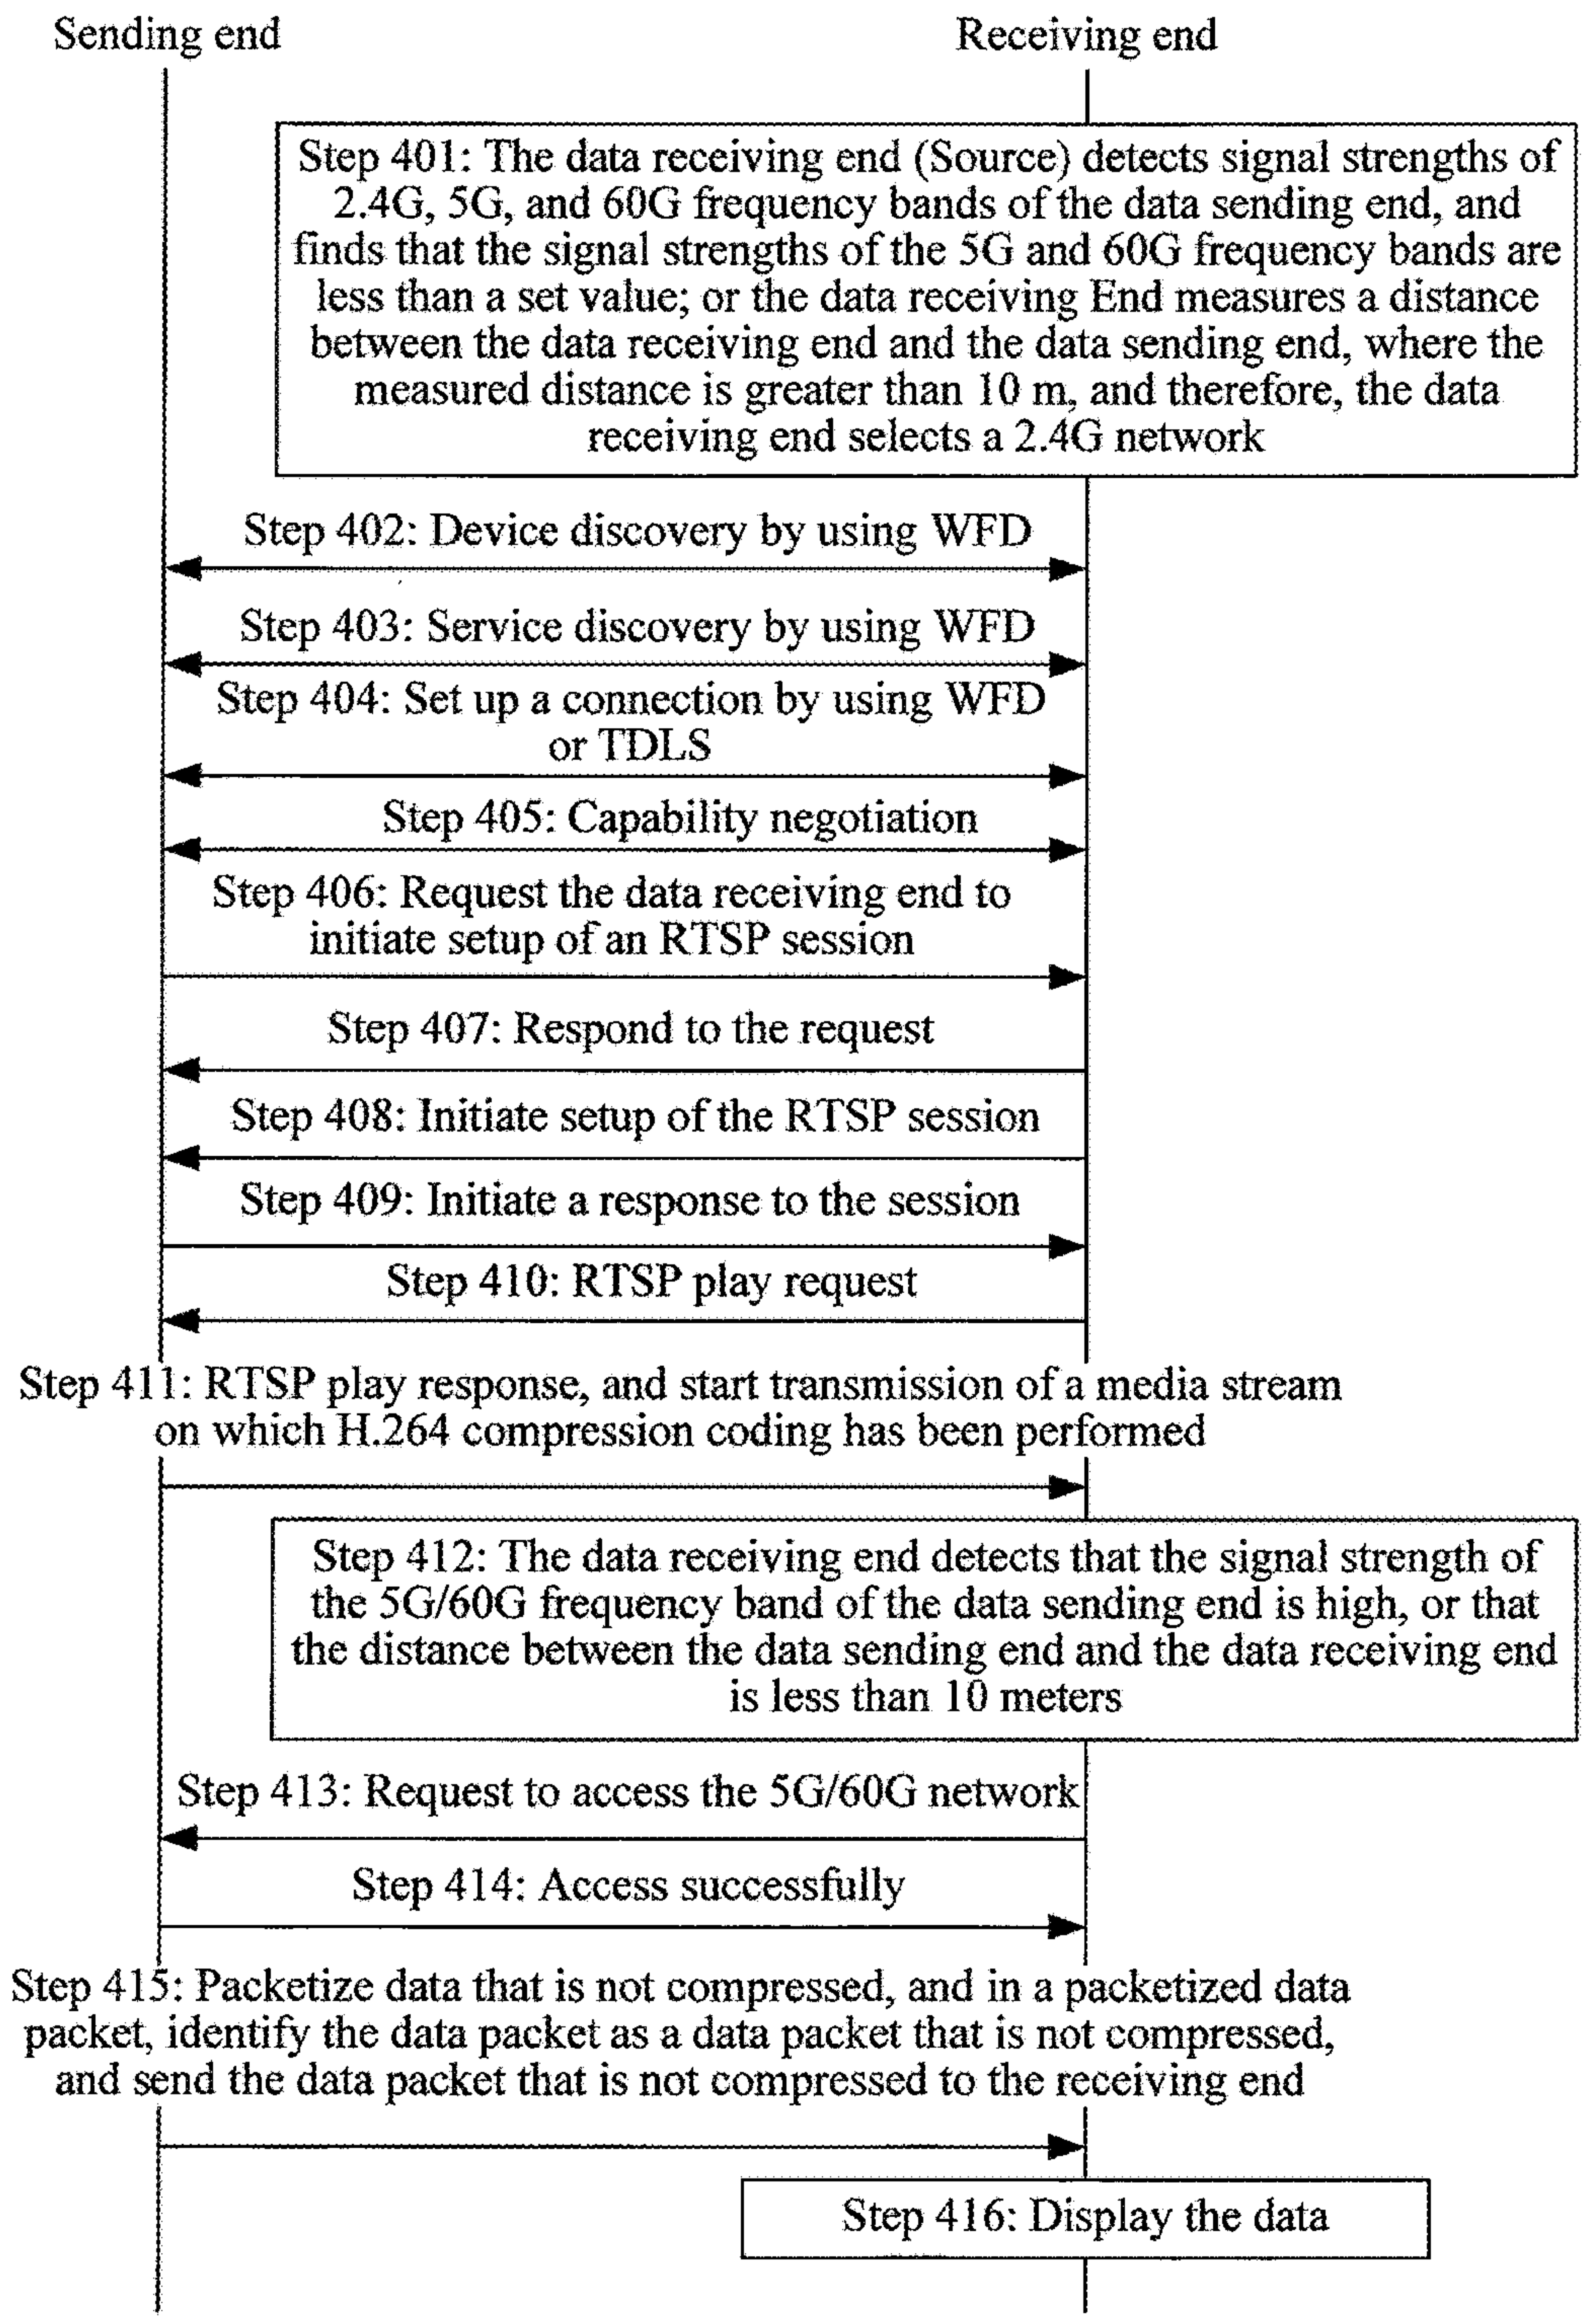 Sending end
Receiving end
Step 401: The data receiving end (Source) detects signal strengths of
2.4G, 5G, and 60G frequency bands of the data sending end, and
finds that the signal strengths of the 5G and 60G frequency bands are
less than a set value; or the data receiving End measures a distance
between the data receiving end and the data sending end, where the
measured distance is greater than 10 m, and therefore, the data
receiving end selects a 2.4G network
Step 402: Device discovery by using WFD
Step 403: Service discovery by using WFD
Step 404: Set up a connection by using WFD
or TDLS
Step 405: Capability negotiation
Step 406: Request the data receiving end to
initiate setup of an RTSP session
Step 407: Respond to the request
Step 408: Initiate setup of the RTSP session
Step 409: Initiate a response to the session
Step 410: RTSP play request
Step 411: RTSP play response, and start transmission of a media stream
on which H.264 compression coding has been performed
Step 412: The data receiving end detects that the signal strength of
the 5G/60G frequency band of the data sending end is high, or that
the distance between the data sending end and the data receiving end
is less than 10 meters
Step 413: Request to access the 5G/60G network
Step 414: Access successfully
Step 415: Packetize data that is not compressed, and in a packetized data
packet, identify the data packet as a data packet that is not compressed,
and send the data packet that is not compressed to the receiving end
Step 416: Display the data